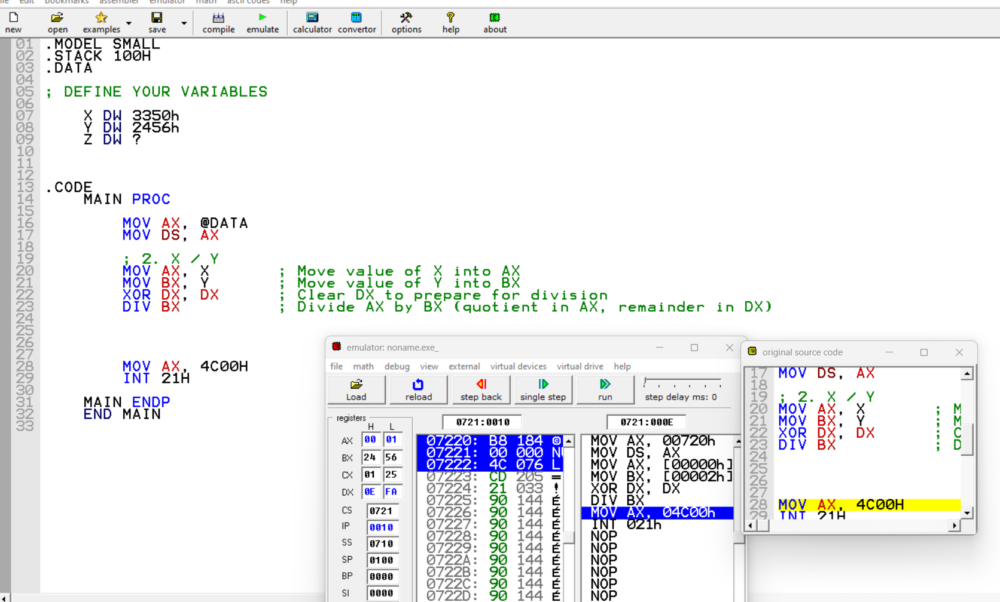 file edit bookmarks assembler emulator math ascii codes help
new open examples save compile emulate calculator convertor options help about
01 .MODEL SMALL
02 .STACK 100H
03 .DATA
04
05 ; DEFINE YOUR VARIABLES
06
07 X DW 3350h
08 Y DW 2456h
09 Z DW ?
10
11
12
13 .CODE
14 MAIN PROC
15
16 MOV AX, @DATA
17 MOV DS, AX
18
19 ; 2. X / Y
20 MOV AX, X ; Move value of X into AX
21 MOV BX, Y ; Move value of Y into BX
22 XOR DX, DX ; Clear DX to prepare for division
23 DIV BX ; Divide AX by BX (quotient in AX, remainder in DX)
24
25
26
27
28 MOV AX, 4C00H
29 INT 21H
30
31 MAIN ENDP
32 END MAIN
33
emulator: noname.exe_
file math debug view external virtual devices virtual drive help
Load reload step back single step run step delay ms: 0
registers
H L
AX 00 01
BX 24 56
CX 01 25
DX 0E FA
CS 0721
IP 0010
SS 0710
SP 0100
BP 0000
SI 0000
0721:0010
07220: B8 184 ©
07221: 00 000 NU
07222: 4C 076 L
07223: CD 205 =
07224: 21 033 !
07225: 90 144 É
07226: 90 144 É
07227: 90 144 É
07228: 90 144 É
07229: 90 144 É
0722A: 90 144 É
0722B: 90 144 É
0722C: 90 144 É
0722D: 90 144 É
0721:000E
MOV AX, 00720h
MOV DS, AX
MOV AX, [00000h]
MOV BX, [00002h]
XOR DX, DX
DIV BX
MOV AX, 04C00h
INT 021h
NOP
NOP
NOP
NOP
NOP
NOP
original source code
17 MOV DS, AX
18
19 ; 2. X / Y
20 MOV AX, X ; M
21 MOV BX, Y ; M
22 XOR DX, DX ; C
23 DIV BX ; D
24
25
26
27
28 MOV AX, 4C00H
29 INT 21H